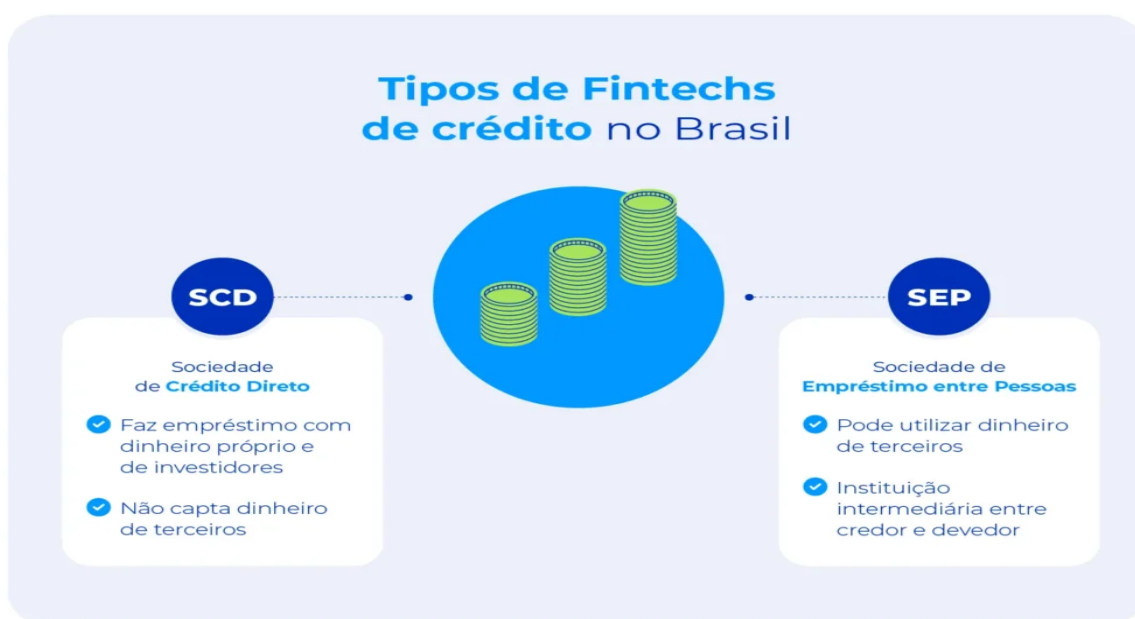 Tipos de Fintechs
de crédito no Brasil
SCD
Sociedade
de Crédito Direto
Faz empréstimo com
dinheiro próprio e
de investidores
Não capta dinheiro
de terceiros
SEP
Sociedade de
Empréstimo entre Pessoas
Pode utilizar dinheiro
de terceiros
Instituição
intermediária entre
credor e devedor